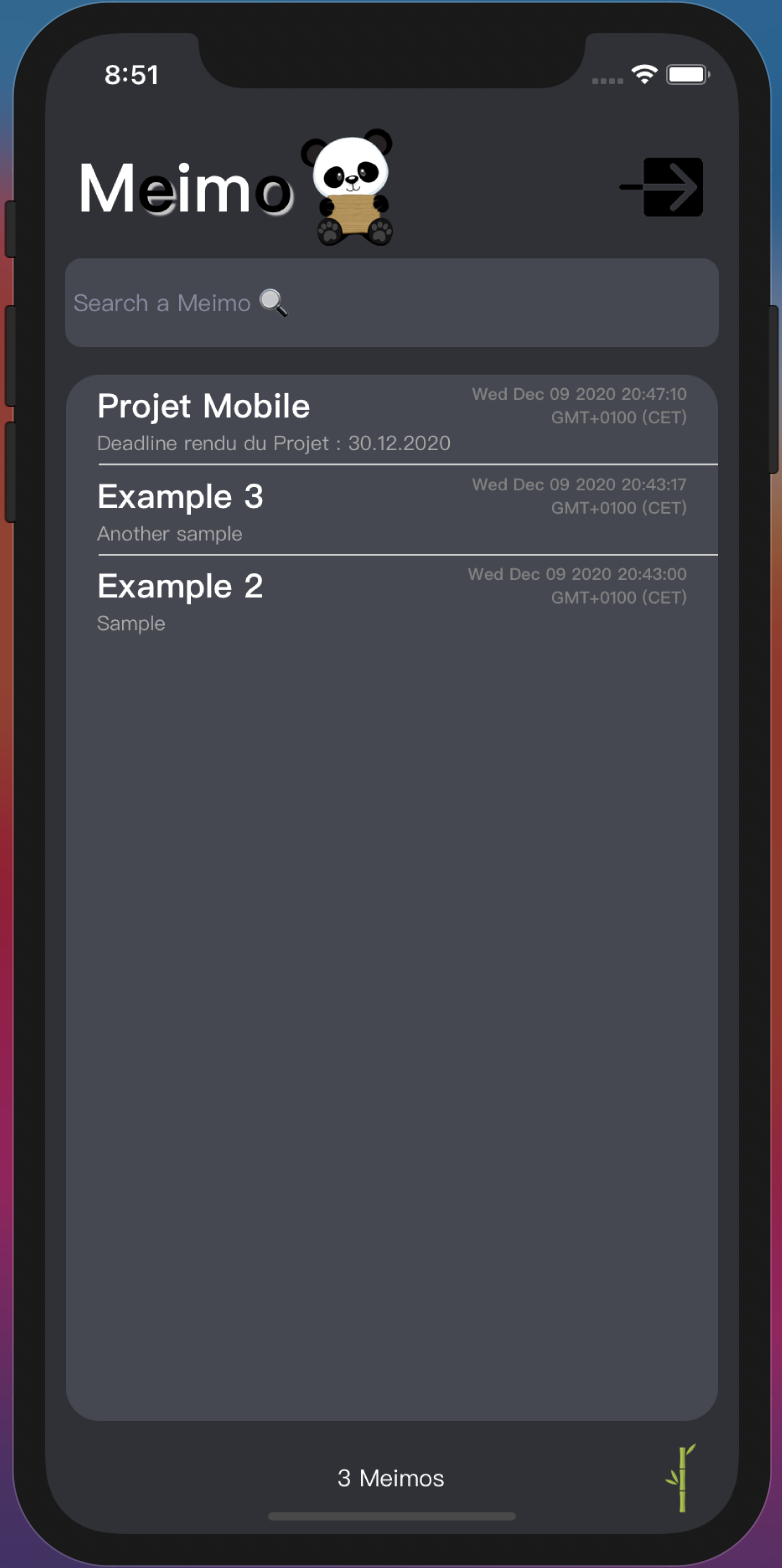 8:51
Meimo
Search a Meimo 🔍
Projet Mobile
Wed Dec 09 2020 20:47:10
GMT+0100 (CET)
Deadline rendu du Projet : 30.12.2020
Example 3
Wed Dec 09 2020 20:43:17
GMT+0100 (CET)
Another sample
Example 2
Wed Dec 09 2020 20:43:00
GMT+0100 (CET)
Sample
3 Meimos